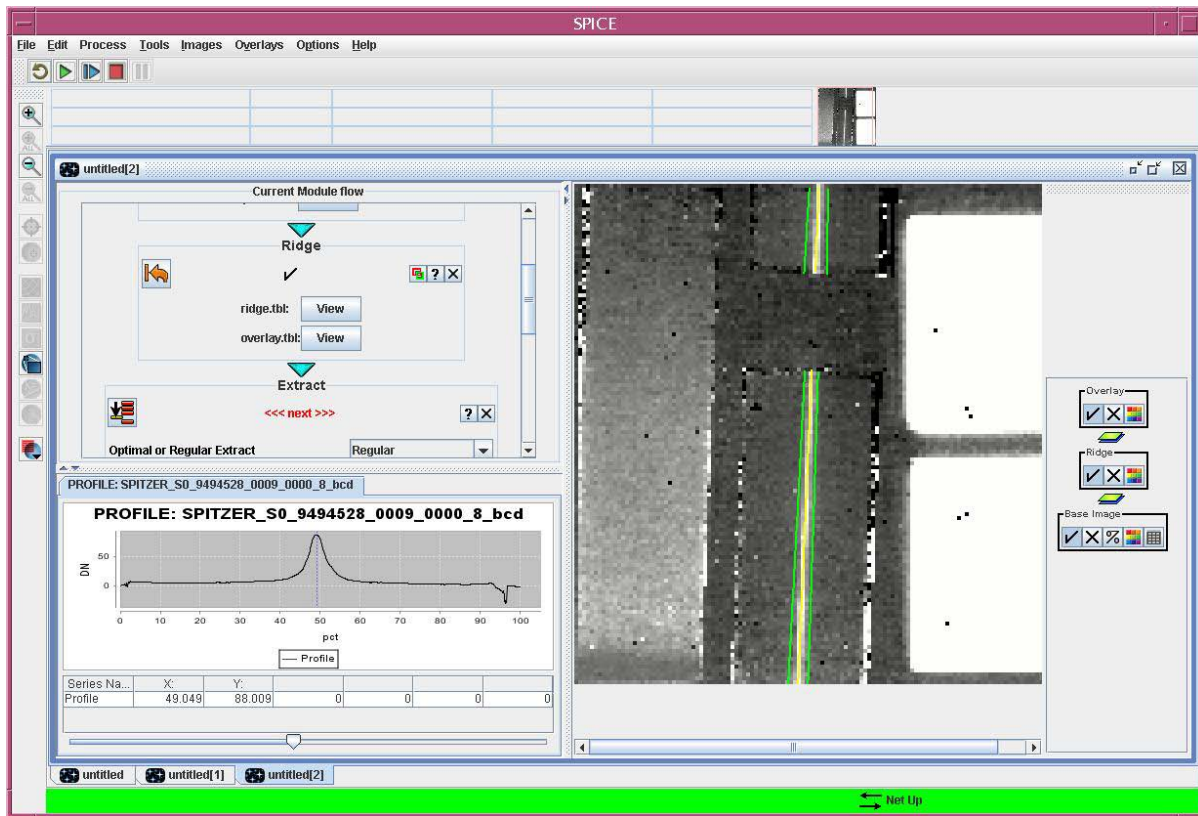 SPICE
File Edit Process Tools Images Overlays Options Help
ALL
ALL
untitled[2]
Current Module flow
Ridge
ridge.tbl: View
overlay.tbl: View
Extract
<<< next >>>
Optimal or Regular Extract Regular
PROFILE: SPITZER_S0_9494528_0009_0000_8_bcd
PROFILE: SPITZER_S0_9494528_0009_0000_8_bcd
DN
50
0
0 10 20 30 40 50 60 70 80 90 100
pct
Profile
Series Na... X: Y:
Profile 49.049 88.009 0 0 0 0
Overlay
Ridge
Base Image
untitled untitled[1] untitled[2]
Net Up